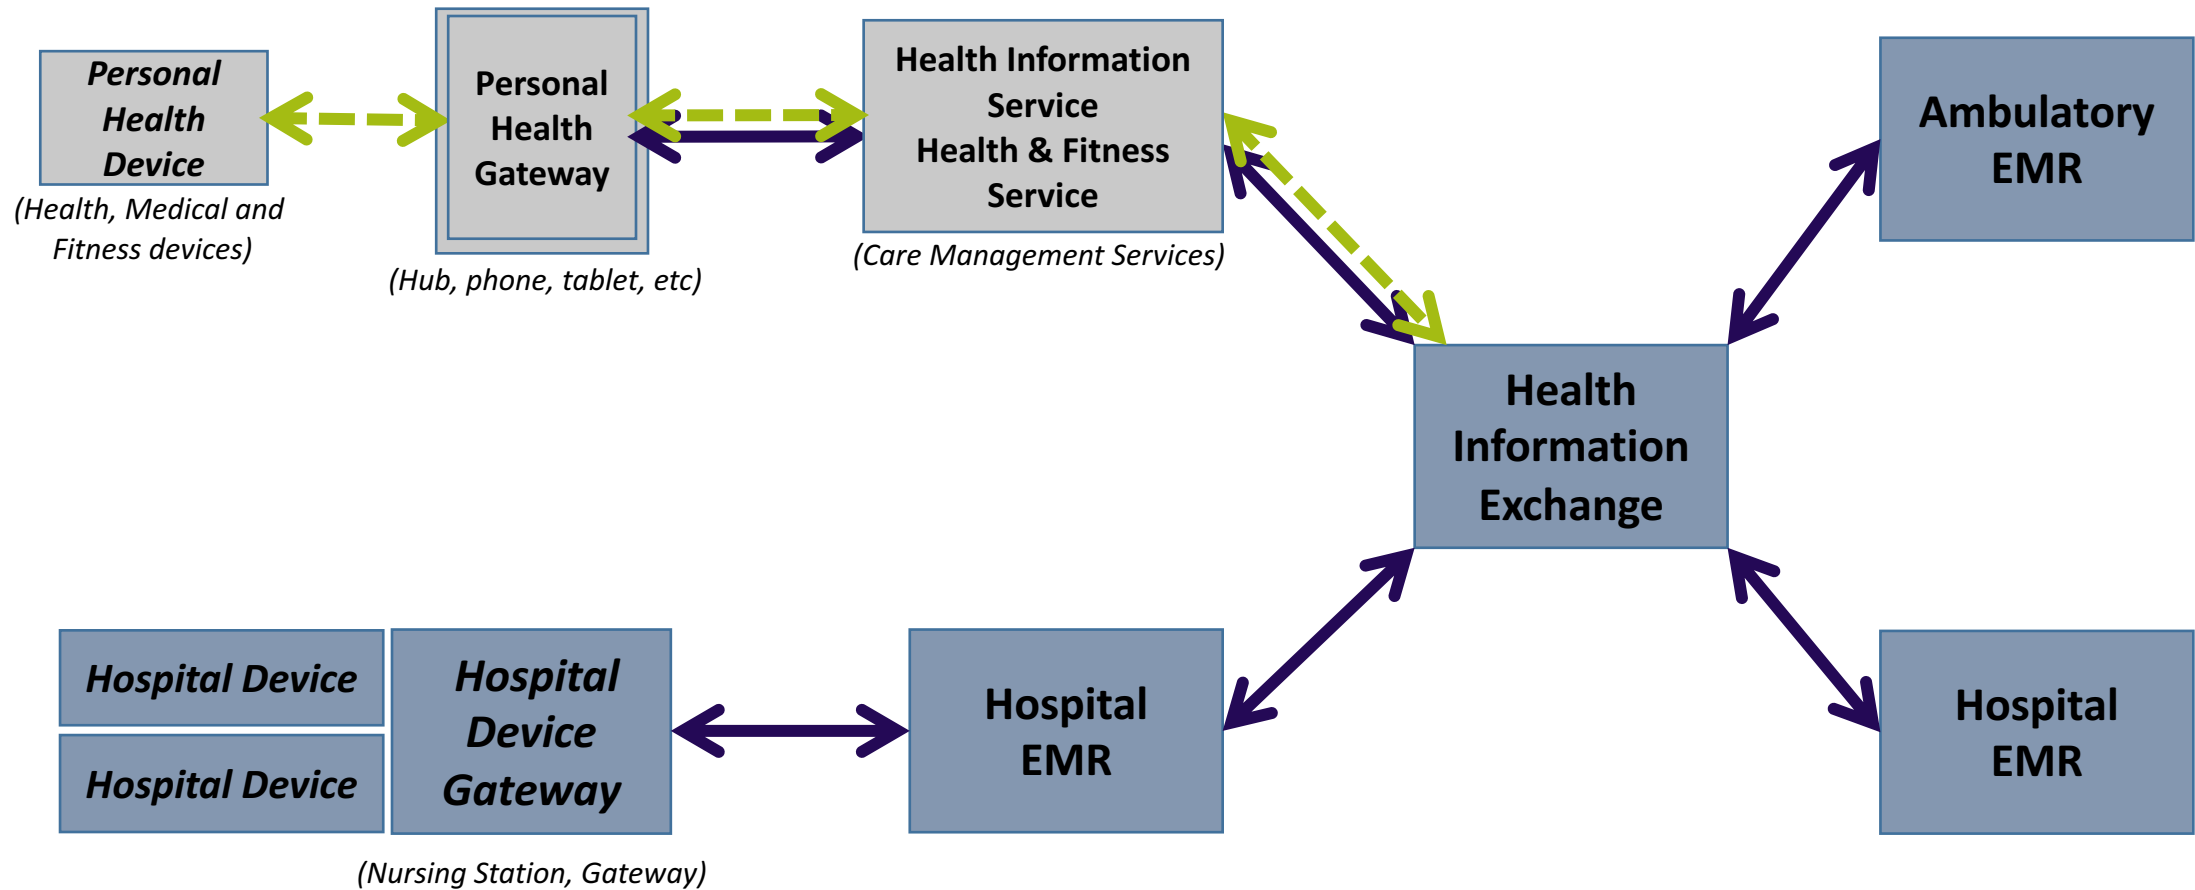 Personal
Health
Device
(Health, Medical and
Fitness devices)
Personal
Health
Gateway
(Hub, phone, tablet, etc)
Health Information
Service
Health & Fitness
Service
(Care Management Services)
Ambulatory
EMR
Health
Information
Exchange
Hospital Device
Hospital Device
Hospital
Device
Gateway
(Nursing Station, Gateway)
Hospital
EMR
Hospital
EMR